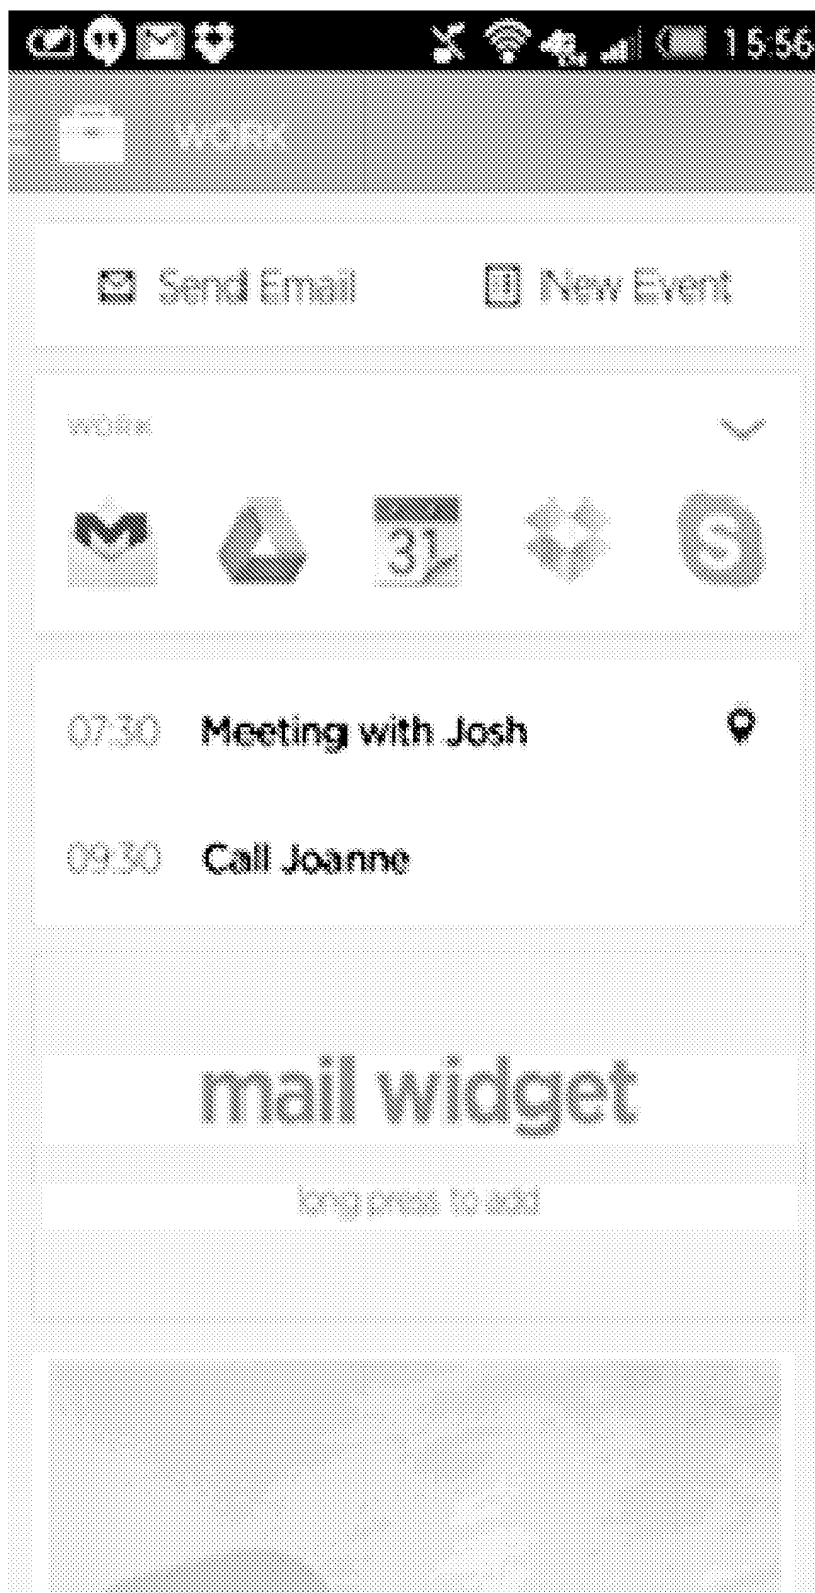 15:56
WORK
Send Email
New Event
WORK
31
07:30 Meeting with Josh
09:30 Call Joanne
mail widget
long press to add